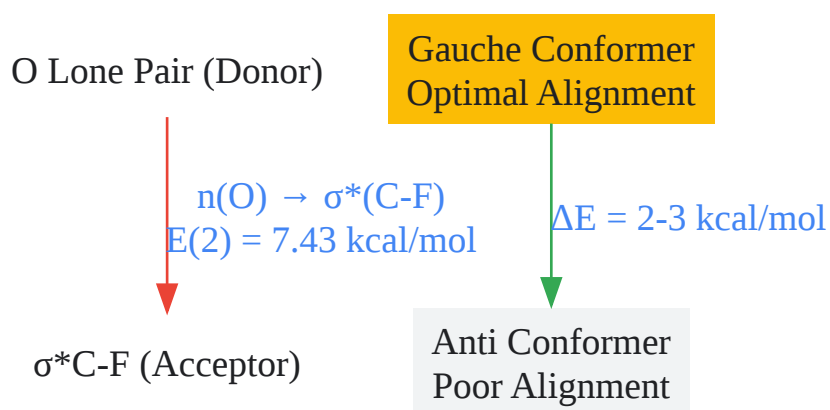 O Lone Pair (Donor)
n(O) → σ*(C-F)
E(2) = 7.43 kcal/mol
σ*C-F (Acceptor)
Gauche Conformer
Optimal Alignment
ΔE = 2-3 kcal/mol
Anti Conformer
Poor Alignment